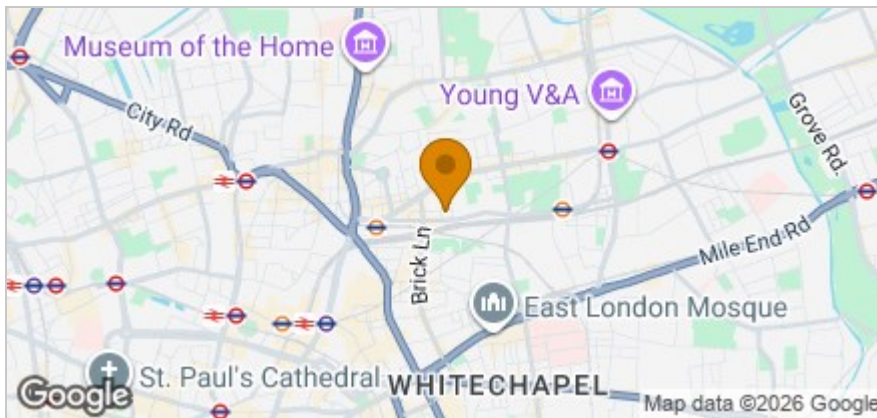 Museum of the Home
Young V&A
City Rd
Grove Rd.
Brick Ln
Mile End Rd
East London Mosque
St. Paul's Cathedral
WHITECHAPEL
Google
Map data ©2026 Google